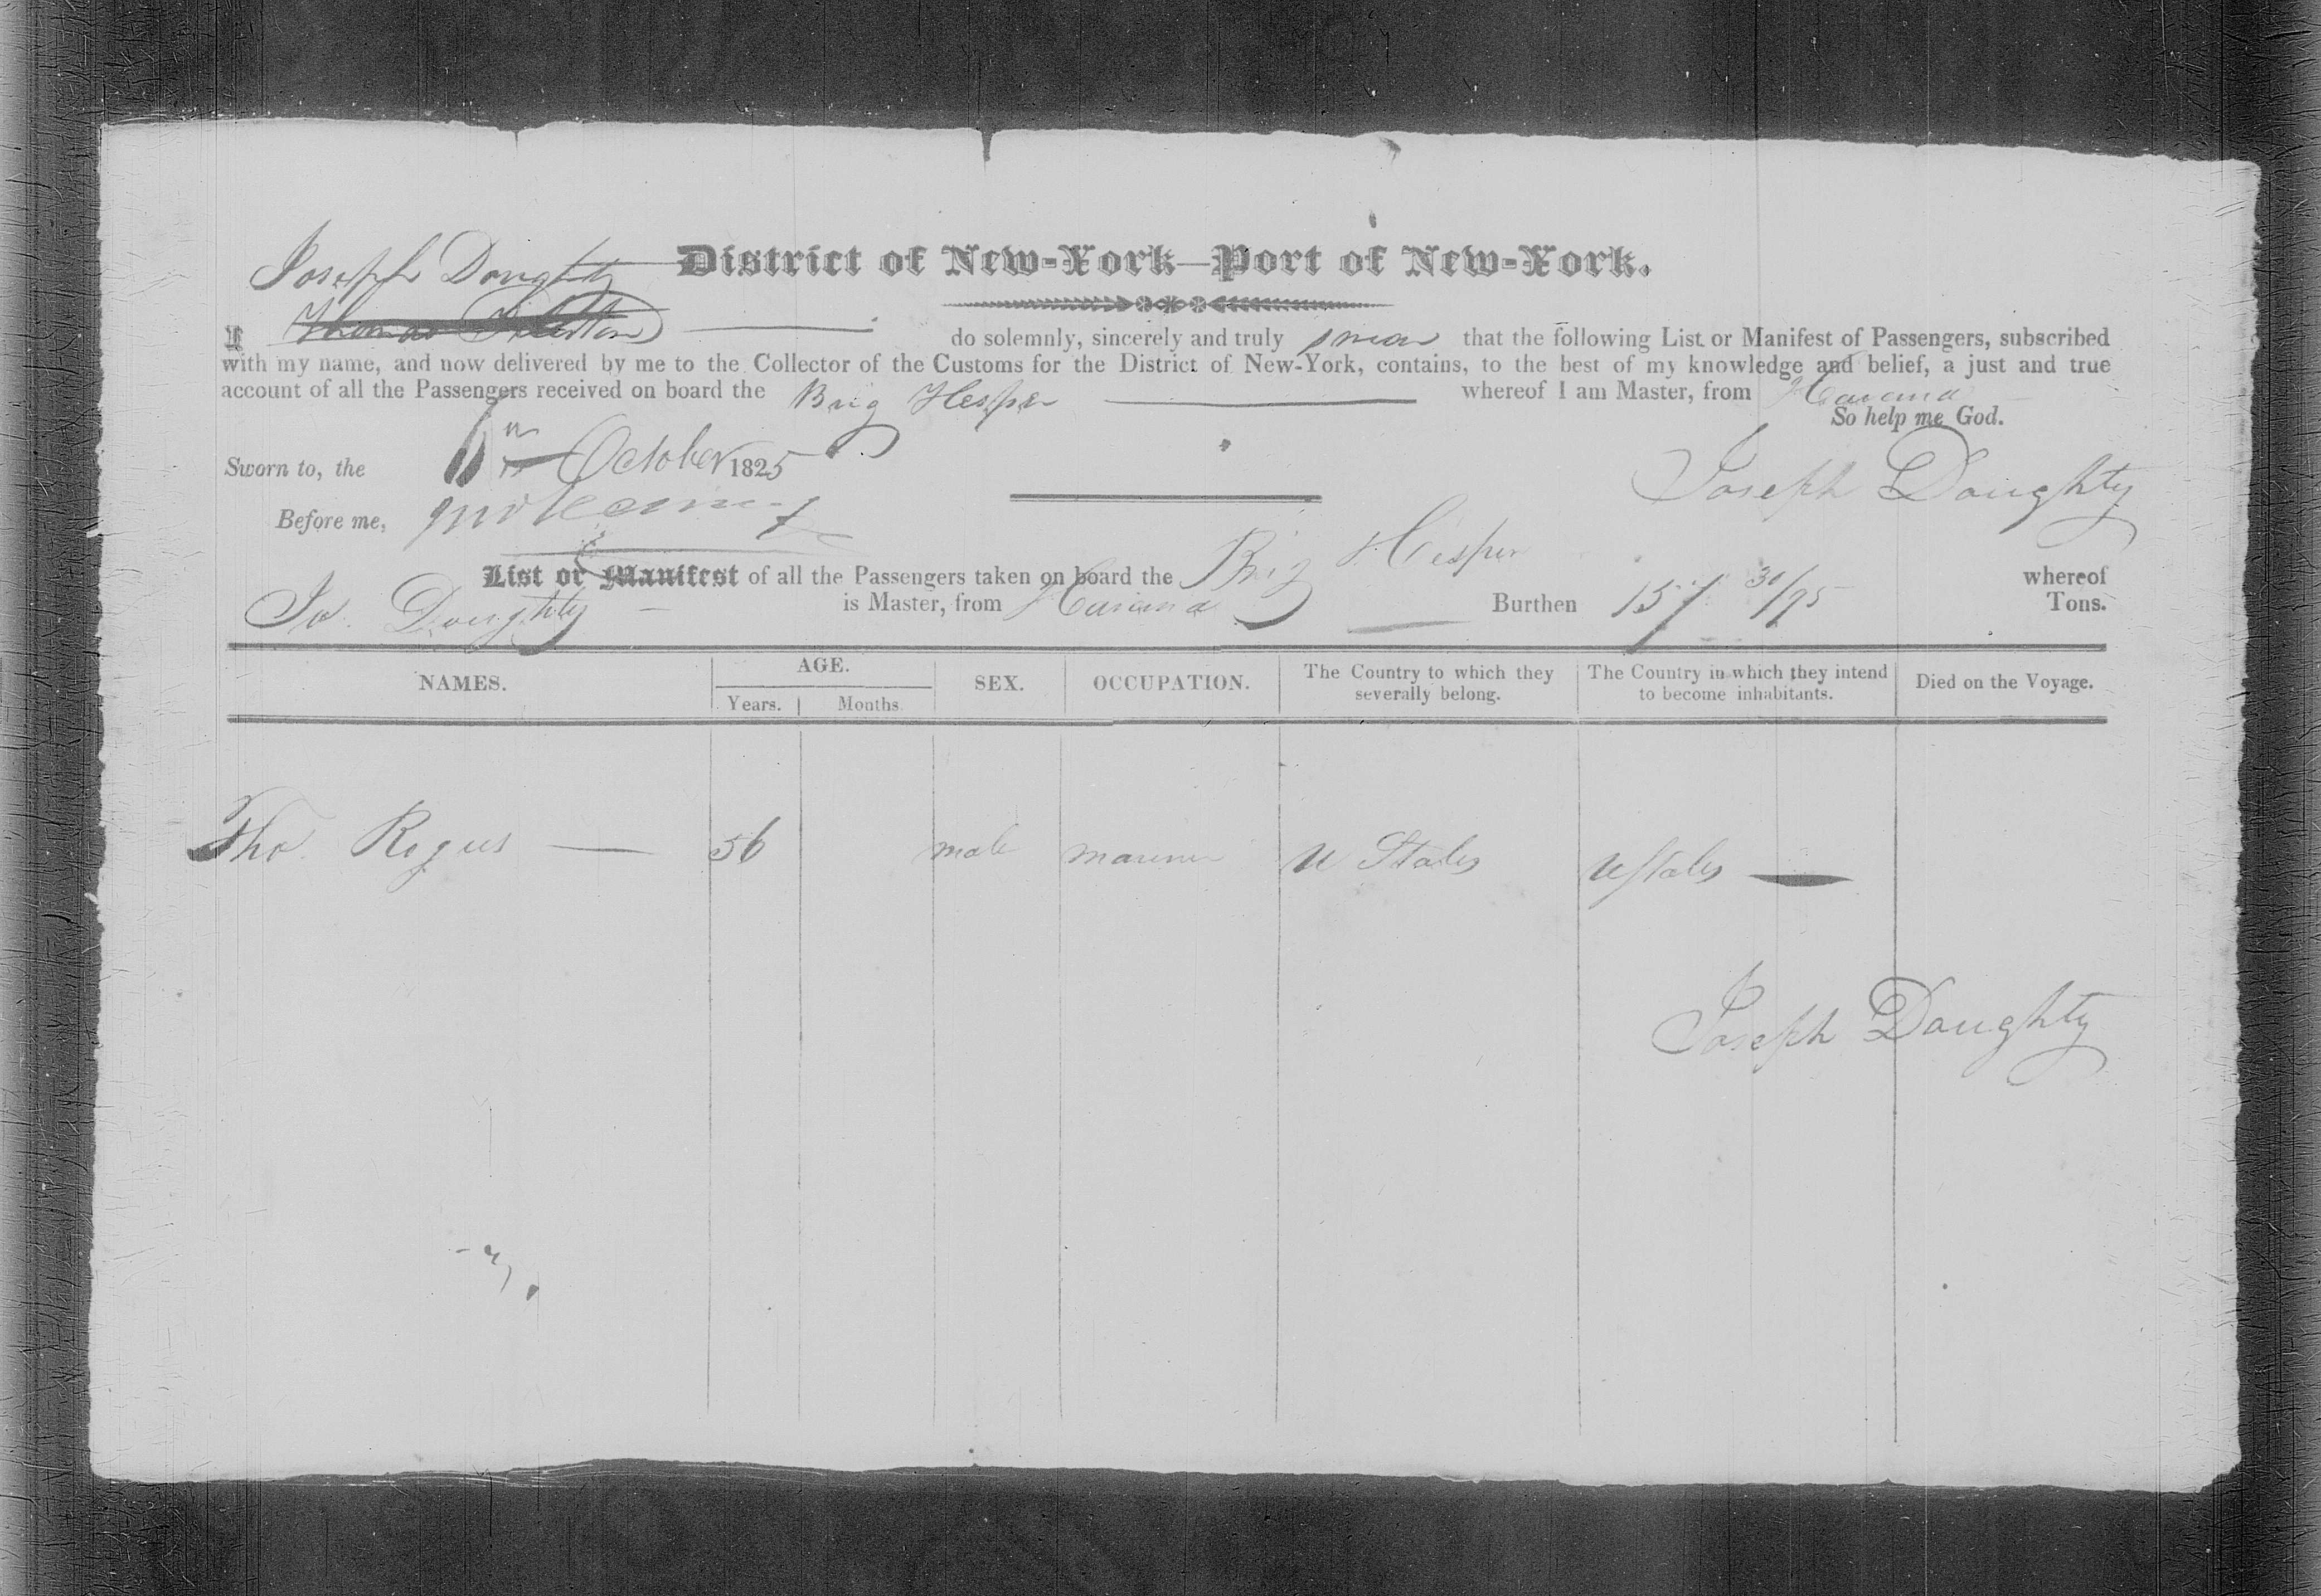 District of New-York—Port of New-York.
Joseph Doughty
I Thomas do solemnly, sincerely and truly swear that the following List or Manifest of Passengers, subscribed
with my name, and now delivered by me to the Collector of the Customs for the District of New-York, contains, to the best of my knowledge and belief, a just and true
account of all the Passengers received on board the Brig Hesper whereof I am Master, from Havana
So help me God.
Sworn to, the October 1825
Joseph Doughty
Before me,
List or Manifest of all the Passengers taken on board the Brig Hesper whereof
Jo. Doughty — is Master, from Havana Burthen 157 30/95 Tons.
NAMES. AGE. SEX. OCCUPATION. The Country to which they severally belong. The Country in which they intend to become inhabitants. Died on the Voyage.
Years. Months.
Tho. — 56 male mariner U States U States —
Joseph Doughty